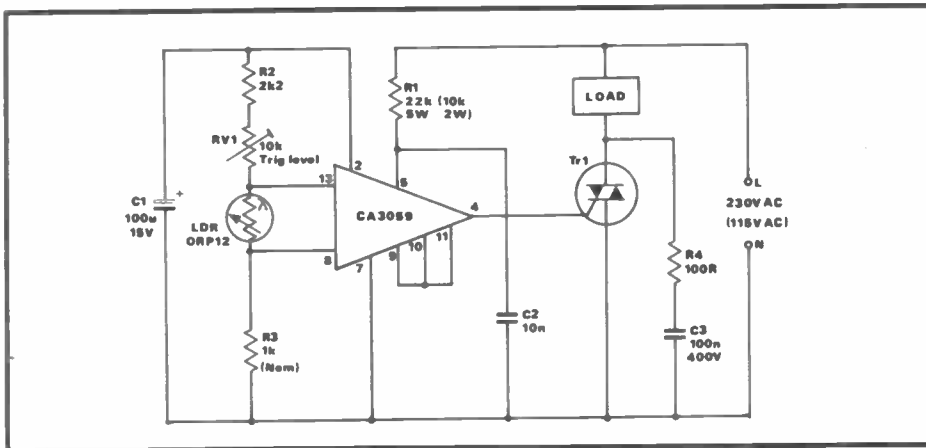 R2
2k2
RV1
10k
Trig level
C1
100u
15V
+
LDR
ORP12
R3
1k
(Nom)
13
8
2
5
CA3059
4
7
9
10
11
R1
22k (10k
5W 2W)
C2
10n
LOAD
Tr1
R4
100R
C3
100n
400V
L
230V AC
(115V AC)
N